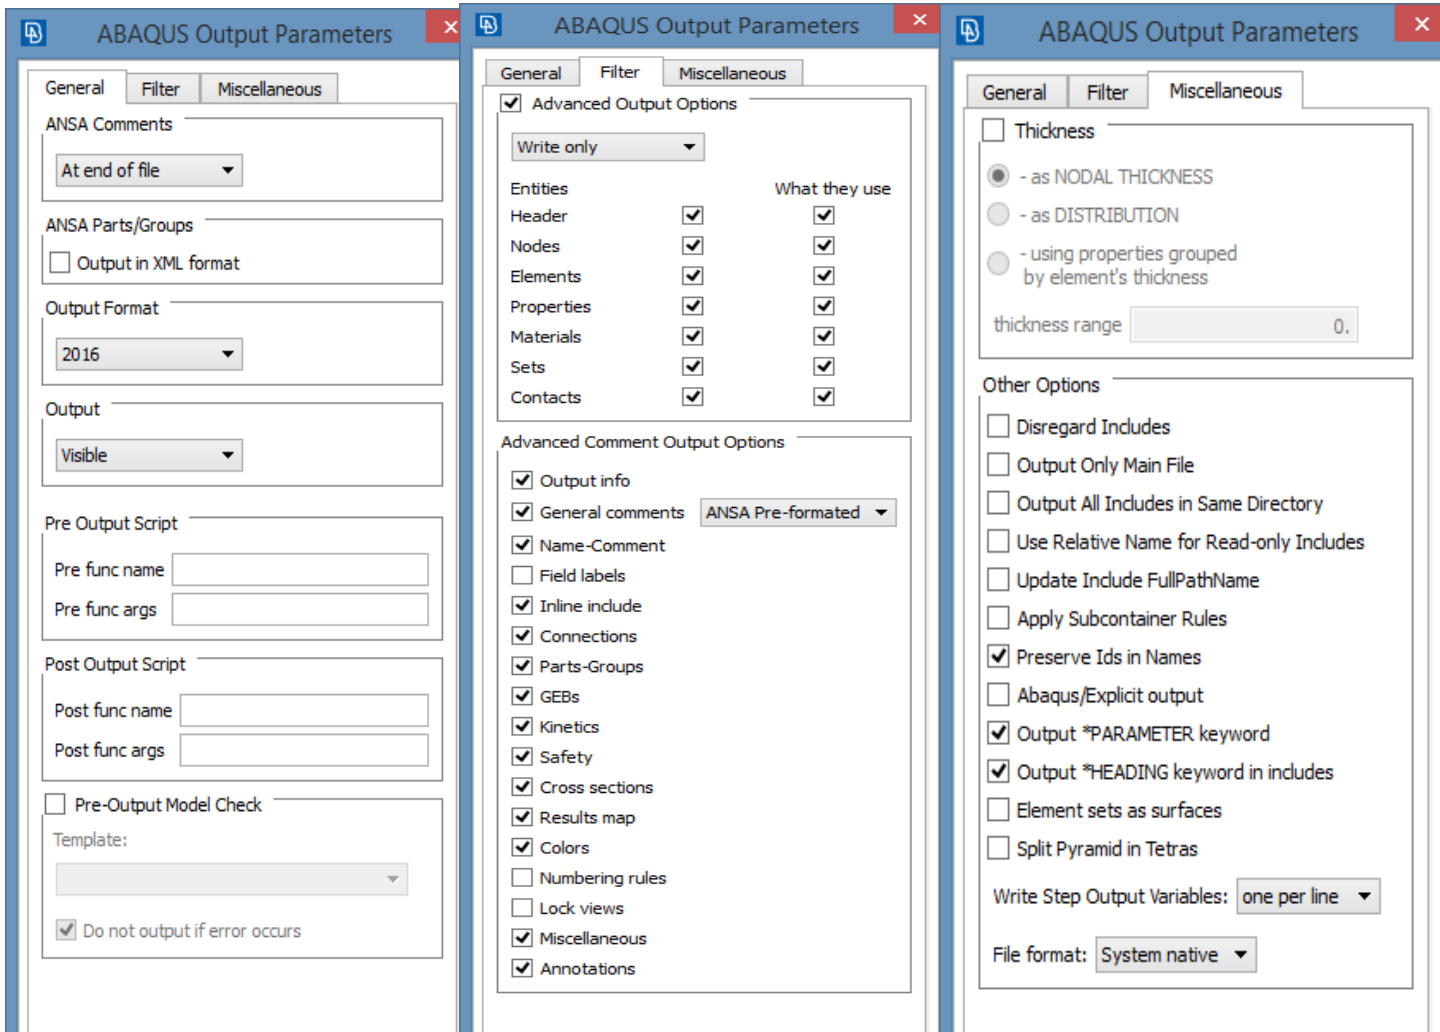 ABAQUS Output Parameters
General Filter Miscellaneous
ANSA Comments
At end of file
ANSA Parts/Groups
Output in XML format
Output Format
2016
Output
Visible
Pre Output Script
Pre func name
Pre func args
Post Output Script
Post func name
Post func args
Pre-Output Model Check
Template:
Do not output if error occurs
ABAQUS Output Parameters
General Filter Miscellaneous
Advanced Output Options
Write only
Entities What they use
Header
Nodes
Elements
Properties
Materials
Sets
Contacts
Advanced Comment Output Options
Output info
General comments ANSA Pre-formated
Name-Comment
Field labels
Inline include
Connections
Parts-Groups
GEBs
Kinetics
Safety
Cross sections
Results map
Colors
Numbering rules
Lock views
Miscellaneous
Annotations
ABAQUS Output Parameters
General Filter Miscellaneous
Thickness
- as NODAL THICKNESS
- as DISTRIBUTION
- using properties grouped
by element's thickness
thickness range 0.
Other Options
Disregard Includes
Output Only Main File
Output All Includes in Same Directory
Use Relative Name for Read-only Includes
Update Include FullPathName
Apply Subcontainer Rules
Preserve Ids in Names
Abaqus/Explicit output
Output *PARAMETER keyword
Output *HEADING keyword in includes
Element sets as surfaces
Split Pyramid in Tetras
Write Step Output Variables: one per line
File format: System native